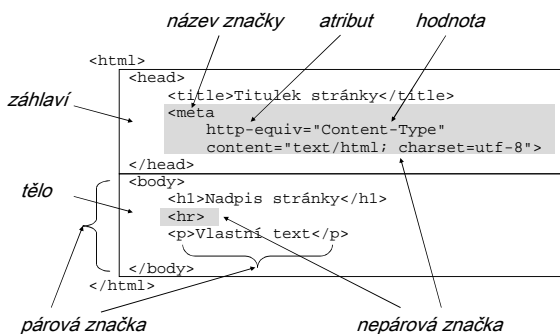 název značky atribut hodnota
<html>
<head>
záhlaví
<title>Titulek stránky</title>
<meta
http-equiv="Content-Type"
content="text/html; charset=utf-8">
</head>
tělo
<body>
<h1>Nadpis stránky</h1>
<hr>
<p>Vlastní text</p>
</body>
</html>
párová značka nepárová značka